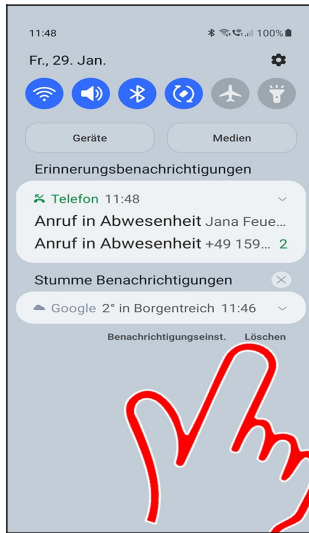 11:48 100%
Fr., 29. Jan.
Geräte Medien
Erinnerungsbenachrichtigungen
Telefon 11:48
Anruf in Abwesenheit Jana Feue...
Anruf in Abwesenheit +49 159... 2
Stumme Benachrichtigungen
Google 2° in Borgentreich 11:46
Benachrichtigungseinst. Löschen